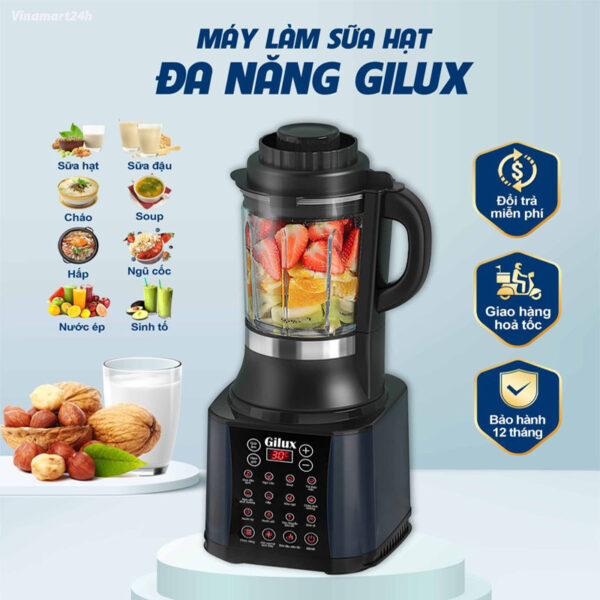 Vinamart24h
MÁY LÀM SỮA HẠT
ĐA NĂNG GILUX
Sữa hạt
Sữa đậu
Cháo
Soup
Hấp
Ngũ cốc
Nước ép
Sinh tố
Đổi trả
miễn phí
Giao hàng
hoả tốc
Bảo hành
12 tháng
Gilux
30